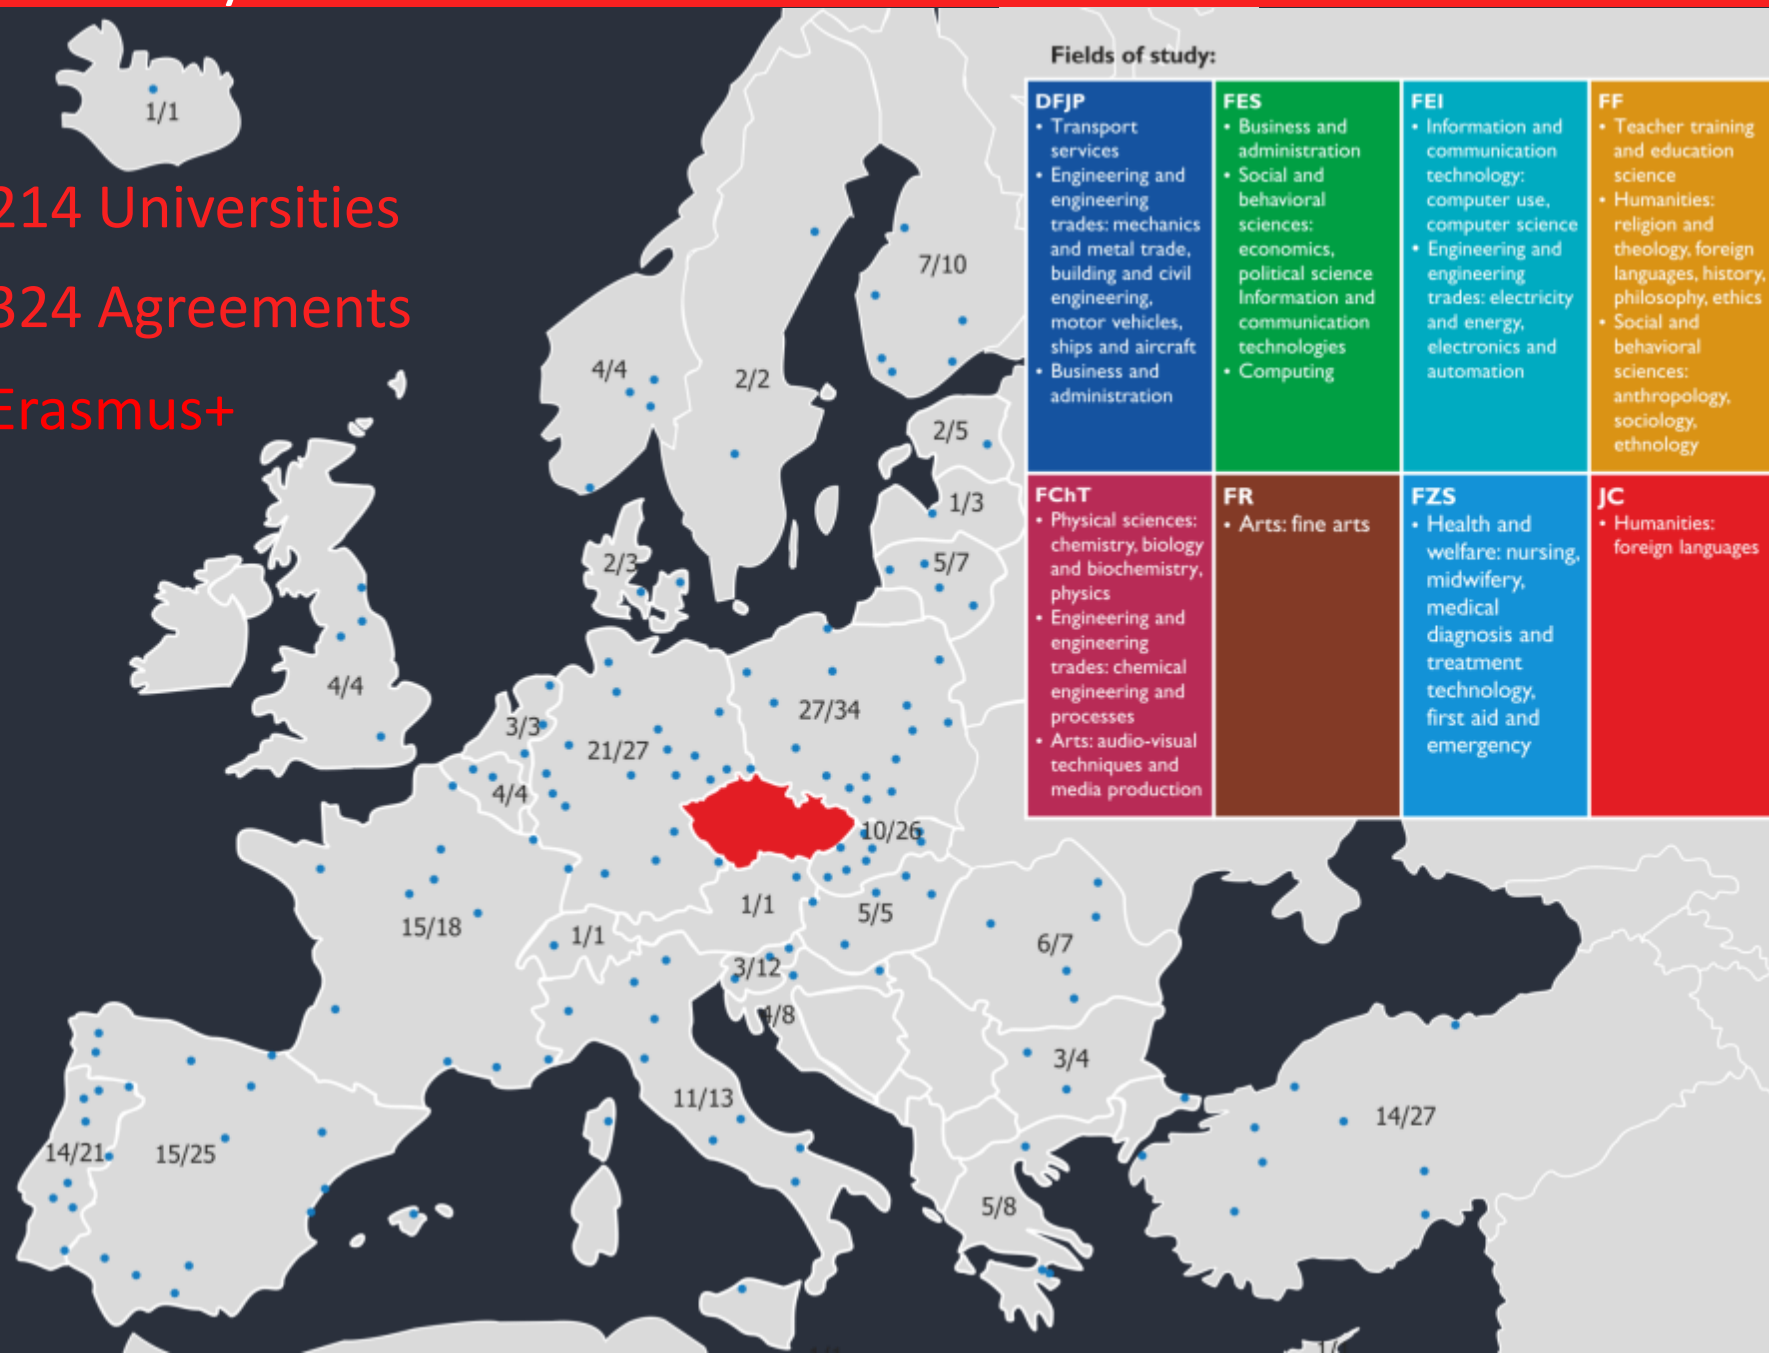 214 Universities
324 Agreements
Erasmus+
Fields of study:
DFJP
• Transport
services
• Engineering and
engineering
trades: mechanics
and metal trade,
building and civil
engineering,
motor vehicles,
ships and aircraft
• Business and
administration
FES
• Business and
administration
• Social and
behavioral
sciences:
economics,
political science
Information and
communication
technologies
• Computing
FEI
• Information and
communication
technology:
computer use,
computer science
• Engineering and
engineering
trades: electricity
and energy,
electronics and
automation
FF
• Teacher training
and education
science
• Humanities:
religion and
theology, foreign
languages, history,
philosophy, ethics
• Social and
behavioral
sciences:
anthropology,
sociology,
ethnology
FChT
• Physical sciences:
chemistry, biology
and biochemistry,
physics
• Engineering and
engineering
trades: chemical
engineering and
processes
• Arts: audio-visual
techniques and
media production
FR
• Arts: fine arts
FZS
• Health and
welfare: nursing,
midwifery,
medical
diagnosis and
treatment
technology,
first aid and
emergency
JC
• Humanities:
foreign languages
1/1
7/10
4/4
2/2
2/5
1/3
2/3
5/7
4/4
3/3
27/34
21/27
4/4
10/26
1/1
5/5
15/18
1/1
6/7
3/12
4/8
3/4
11/13
14/27
14/21
15/25
5/8